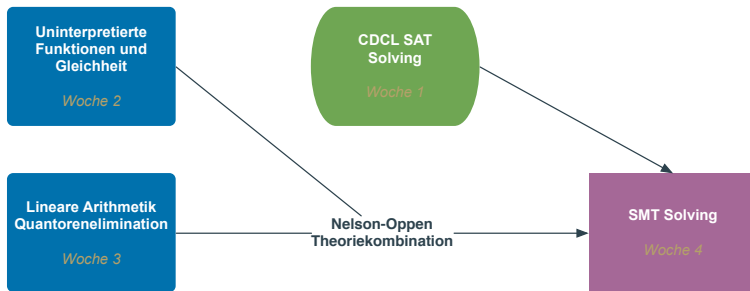 Uninterpretierte
Funktionen und
Gleichheit
Woche 2
CDCL SAT
Solving
Woche 1
Lineare Arithmetik
Quantorenelimination
Woche 3
Nelson-Oppen
Theoriekombination
SMT Solving
Woche 4